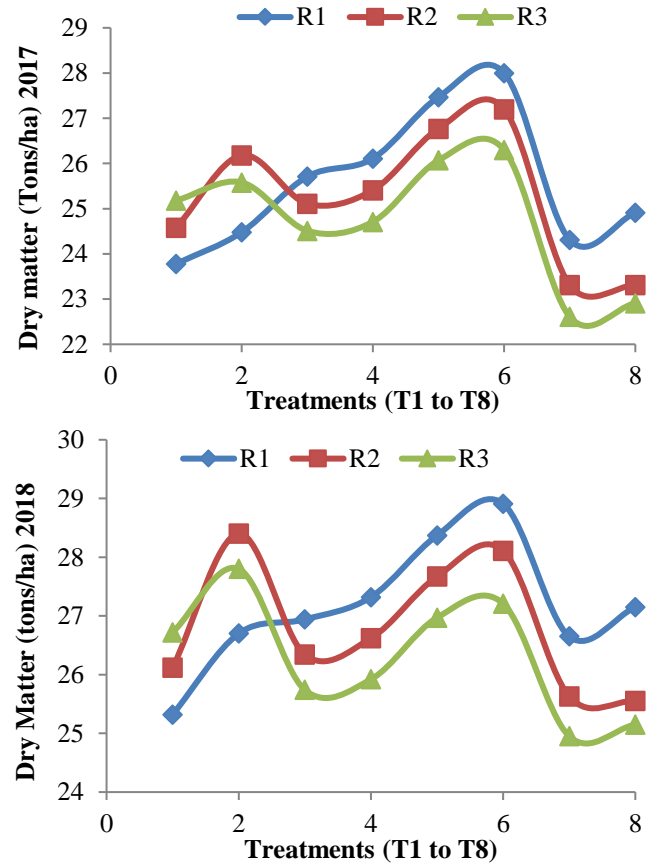 R1 R2 R3
29
28
27
26
25
24
23
22
Dry matter (Tons/ha) 2017
0 2 4 6 8
Treatments (T1 to T8)
R1 R2 R3
30
29
28
27
26
25
24
Dry Matter (tons/ha) 2018
0 2 4 6 8
Treatments (T1 to T8)